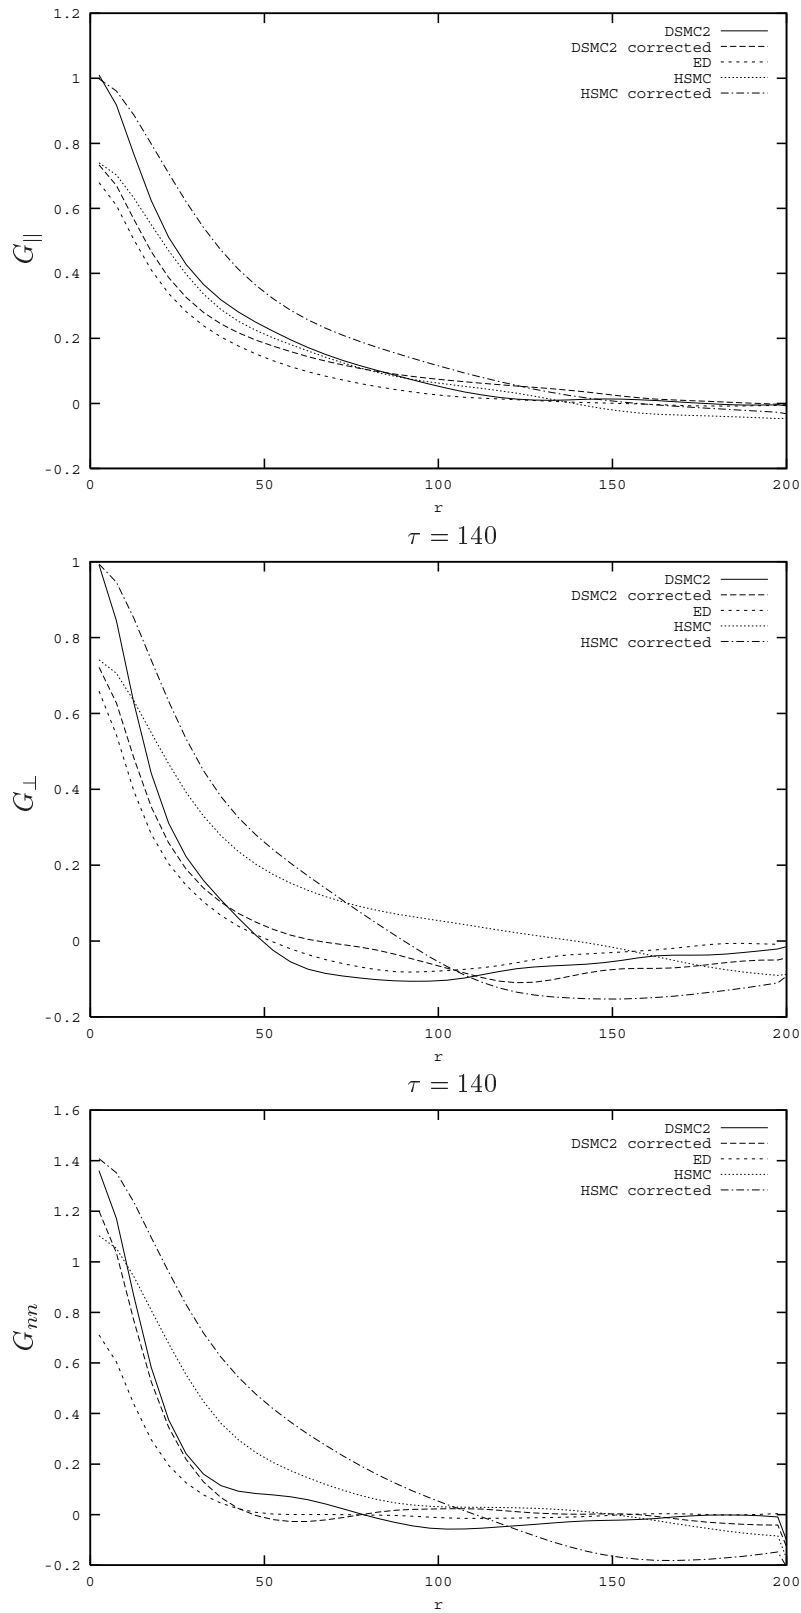 1.2
1
0.8
0.6
0.4
0.2
0
-0.2
G∥
DSMC2
DSMC2 corrected
ED
HSMC
HSMC corrected
0 50 100 150 200
r
τ = 140
1
0.8
0.6
0.4
0.2
0
-0.2
G⊥
DSMC2
DSMC2 corrected
ED
HSMC
HSMC corrected
0 50 100 150 200
r
τ = 140
1.6
1.4
1.2
1
0.8
0.6
0.4
0.2
0
-0.2
Gnn
DSMC2
DSMC2 corrected
ED
HSMC
HSMC corrected
0 50 100 150 200
r